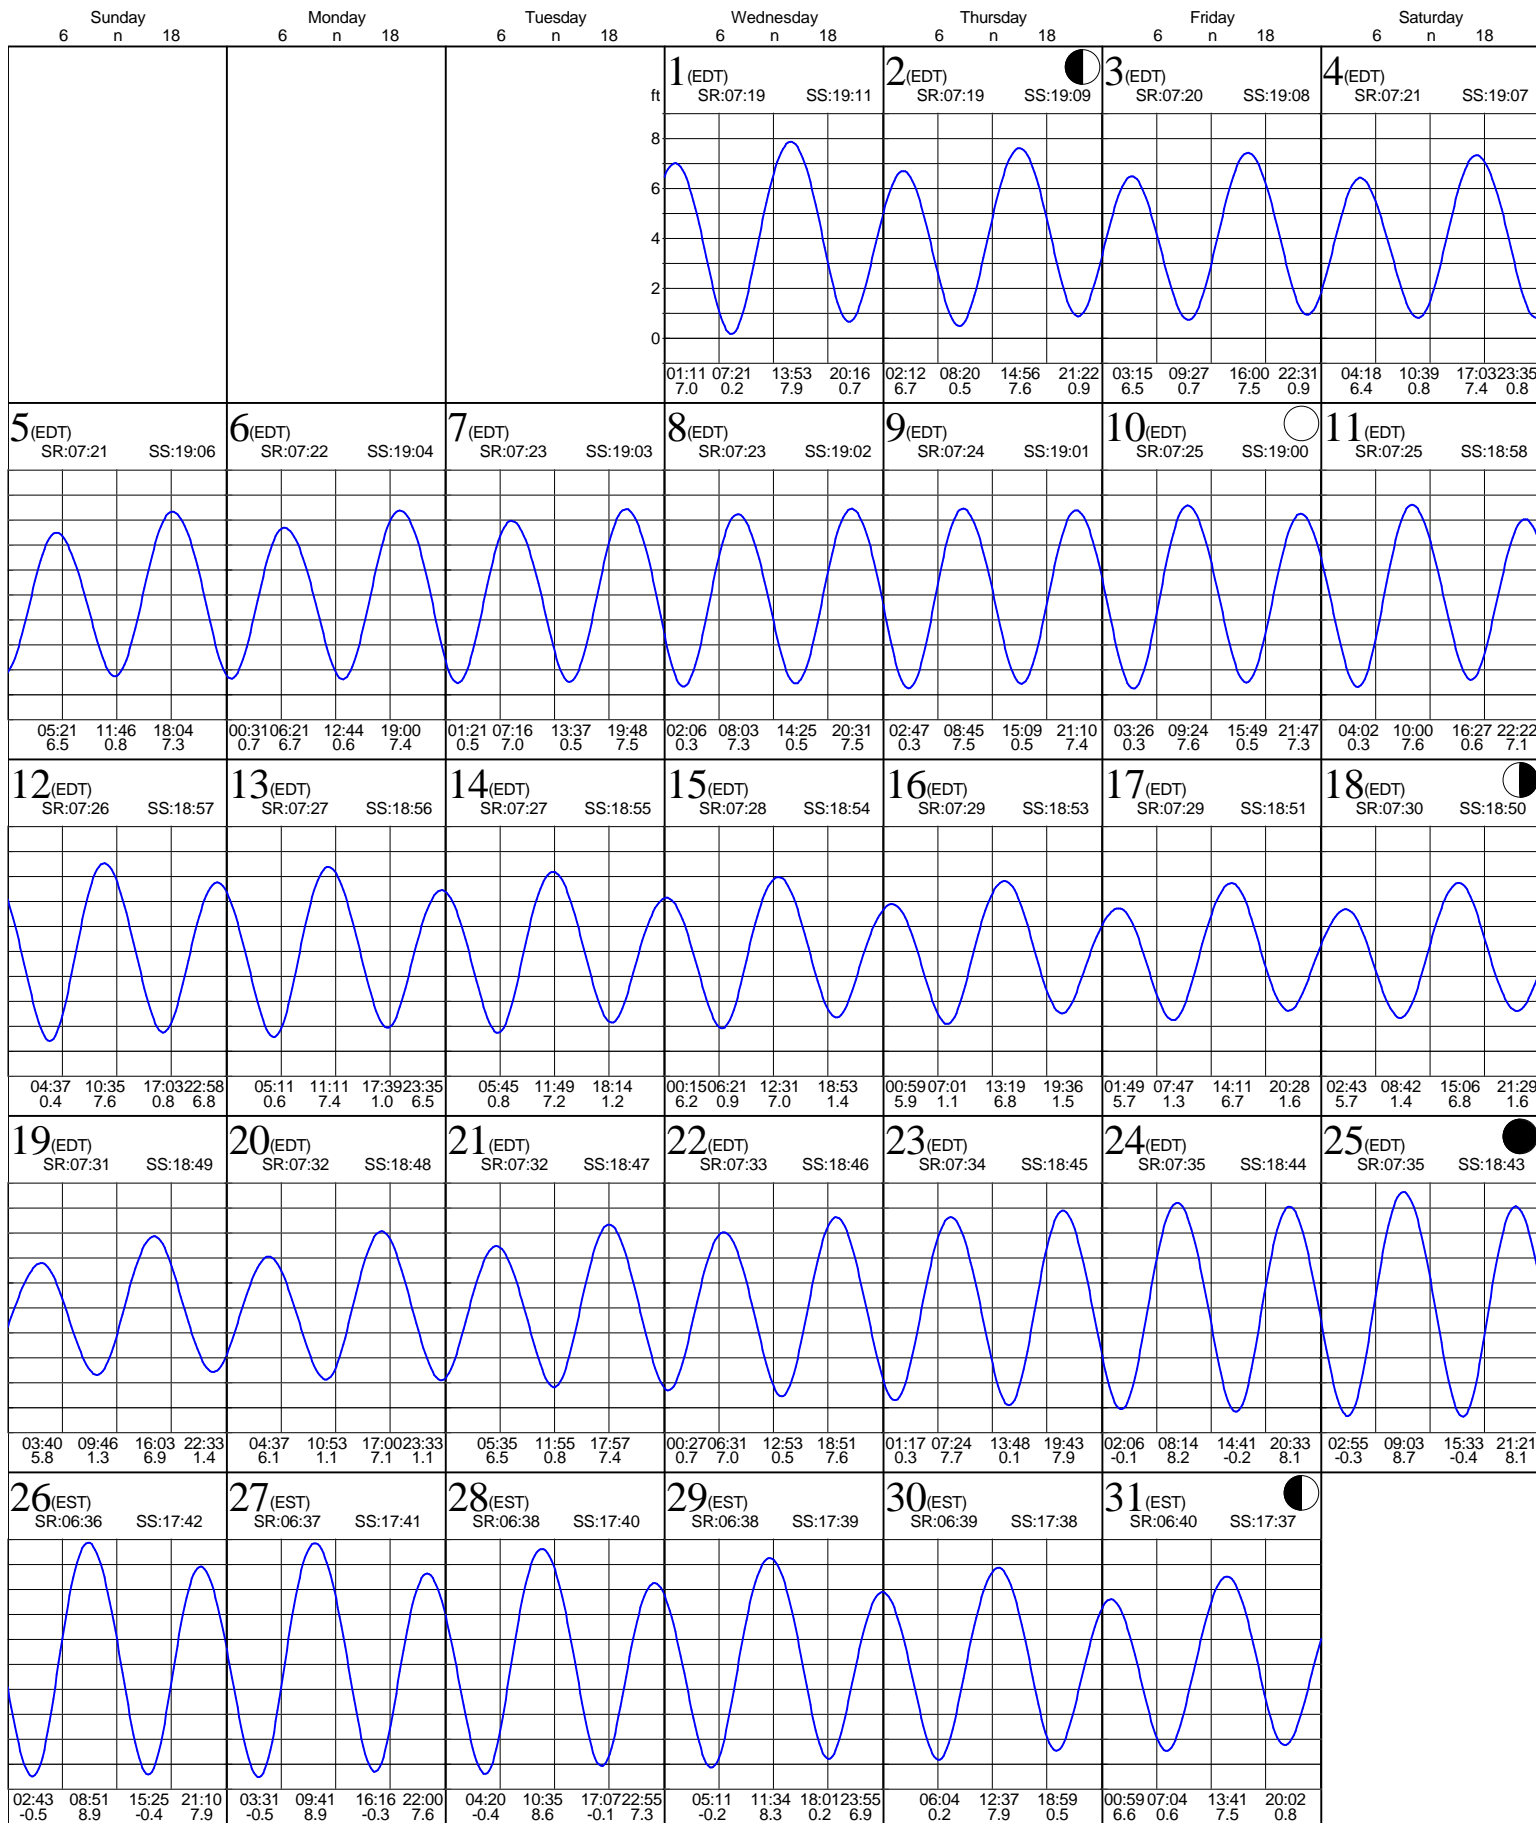 Sunday Monday Tuesday Wednesday Thursday Friday Saturday
6 n 18 6 n 18 6 n 18 6 n 18 6 n 18 6 n 18 6 n 18
1(EDT) 2(EDT) 3(EDT) 4(EDT)
ft SR:07:19 SS:19:11 SR:07:19 SS:19:09 SR:07:20 SS:19:08 SR:07:21 SS:19:07
8
6
4
2
0
01:11 07:21 13:53 20:16 02:12 08:20 14:56 21:22 03:15 09:27 16:00 22:31 04:18 10:39 17:03 23:35
7.0 0.2 7.9 0.7 6.7 0.5 7.6 0.9 6.5 0.7 7.5 0.9 6.4 0.8 7.4 0.8
5(EDT) 6(EDT) 7(EDT) 8(EDT) 9(EDT) 10(EDT) 11(EDT)
SR:07:21 SS:19:06 SR:07:22 SS:19:04 SR:07:23 SS:19:03 SR:07:23 SS:19:02 SR:07:24 SS:19:01 SR:07:25 SS:19:00 SR:07:25 SS:18:58
05:21 11:46 18:04 00:31 06:21 12:44 19:00 01:21 07:16 13:37 19:48 02:06 08:03 14:25 20:31 02:47 08:45 15:09 21:10 03:26 09:24 15:49 21:47 04:02 10:00 16:27 22:22
6.5 0.8 7.3 0.7 6.7 0.6 7.4 0.5 7.0 0.5 7.5 0.3 7.3 0.5 7.5 0.3 7.5 0.5 7.4 0.3 7.6 0.5 7.3 0.3 7.6 0.6 7.1
12(EDT) 13(EDT) 14(EDT) 15(EDT) 16(EDT) 17(EDT) 18(EDT)
SR:07:26 SS:18:57 SR:07:27 SS:18:56 SR:07:27 SS:18:55 SR:07:28 SS:18:54 SR:07:29 SS:18:53 SR:07:29 SS:18:51 SR:07:30 SS:18:50
04:37 10:35 17:03 22:58 05:11 11:11 17:39 23:35 05:45 11:49 18:14 00:15 06:21 12:31 18:53 00:59 07:01 13:19 19:36 01:49 07:47 14:11 20:28 02:43 08:42 15:06 21:29
0.4 7.6 0.8 6.8 0.6 7.4 1.0 6.5 0.8 7.2 1.2 6.2 0.9 7.0 1.4 5.9 1.1 6.8 1.5 5.7 1.3 6.7 1.6 5.7 1.4 6.8 1.6
19(EDT) 20(EDT) 21(EDT) 22(EDT) 23(EDT) 24(EDT) 25(EDT)
SR:07:31 SS:18:49 SR:07:32 SS:18:48 SR:07:32 SS:18:47 SR:07:33 SS:18:46 SR:07:34 SS:18:45 SR:07:35 SS:18:44 SR:07:35 SS:18:43
03:40 09:46 16:03 22:33 04:37 10:53 17:00 23:33 05:35 11:55 17:57 00:27 06:31 12:53 18:51 01:17 07:24 13:48 19:43 02:06 08:14 14:41 20:33 02:55 09:03 15:33 21:21
5.8 1.3 6.9 1.4 6.1 1.1 7.1 1.1 6.5 0.8 7.4 0.7 7.0 0.5 7.6 0.3 7.7 0.1 7.9 -0.1 8.2 -0.2 8.1 -0.3 8.7 -0.4 8.1
26(EST) 27(EST) 28(EST) 29(EST) 30(EST) 31(EST)
SR:06:36 SS:17:42 SR:06:37 SS:17:41 SR:06:38 SS:17:40 SR:06:38 SS:17:39 SR:06:39 SS:17:38 SR:06:40 SS:17:37
02:43 08:51 15:25 21:10 03:31 09:41 16:16 22:00 04:20 10:35 17:07 22:55 05:11 11:34 18:01 23:55 06:04 12:37 18:59 00:59 07:04 13:41 20:02
-0.5 8.9 -0.4 7.9 -0.5 8.9 -0.3 7.6 -0.4 8.6 -0.1 7.3 -0.2 8.3 0.2 6.9 0.2 7.9 0.5 6.6 0.6 7.5 0.8